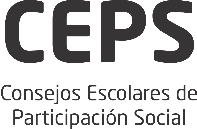 CEPS
Consejos Escolares de
Participación Social